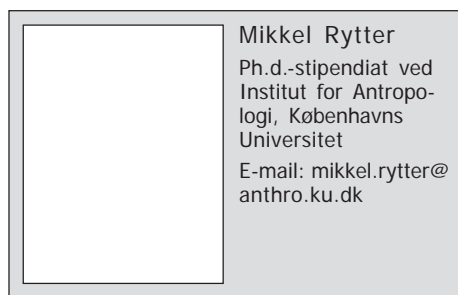 Mikkel Rytter
Ph.d.-stipendiat ved
Institut for Antropo-
logi, Københavns
Universitet
E-mail: mikkel.rytter@
anthro.ku.dk